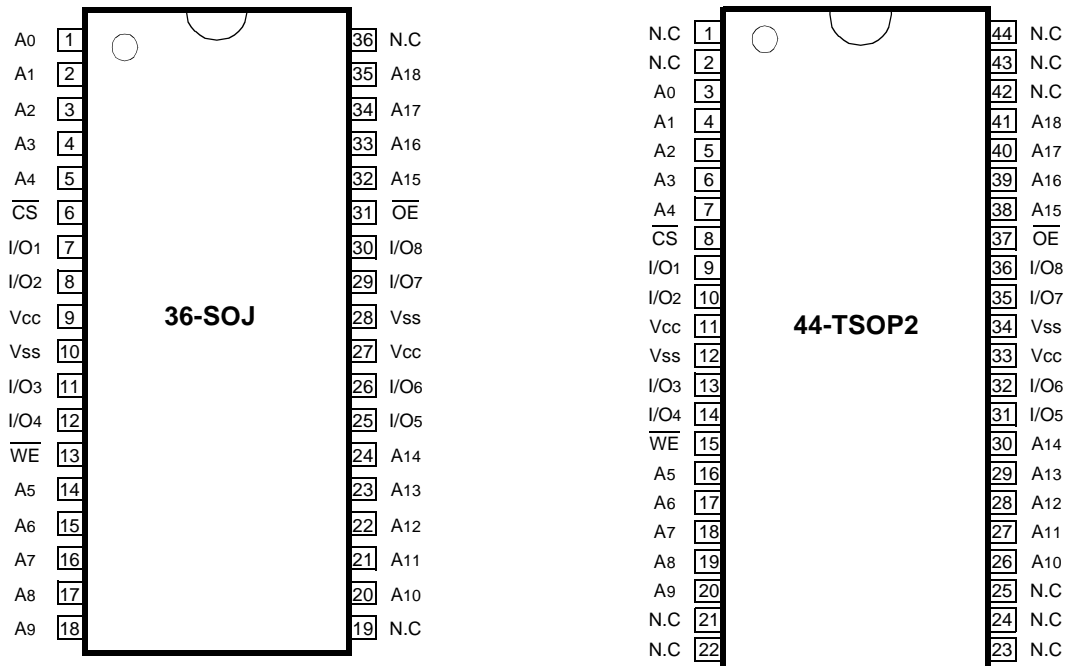 A0 1 36 N.C
A1 2 35 A18
A2 3 34 A17
A3 4 33 A16
A4 5 32 A15
CS 6 31 OE
I/O1 7 30 I/O8
I/O2 8 29 I/O7
Vcc 9 28 Vss
Vss 10 27 Vcc
I/O3 11 26 I/O6
I/O4 12 25 I/O5
WE 13 24 A14
A5 14 23 A13
A6 15 22 A12
A7 16 21 A11
A8 17 20 A10
A9 18 19 N.C
36-SOJ
N.C 1 44 N.C
N.C 2 43 N.C
A0 3 42 N.C
A1 4 41 A18
A2 5 40 A17
A3 6 39 A16
A4 7 38 A15
CS 8 37 OE
I/O1 9 36 I/O8
I/O2 10 35 I/O7
Vcc 11 34 Vss
Vss 12 33 Vcc
I/O3 13 32 I/O6
I/O4 14 31 I/O5
WE 15 30 A14
A5 16 29 A13
A6 17 28 A12
A7 18 27 A11
A8 19 26 A10
A9 20 25 N.C
N.C 21 24 N.C
N.C 22 23 N.C
44-TSOP2